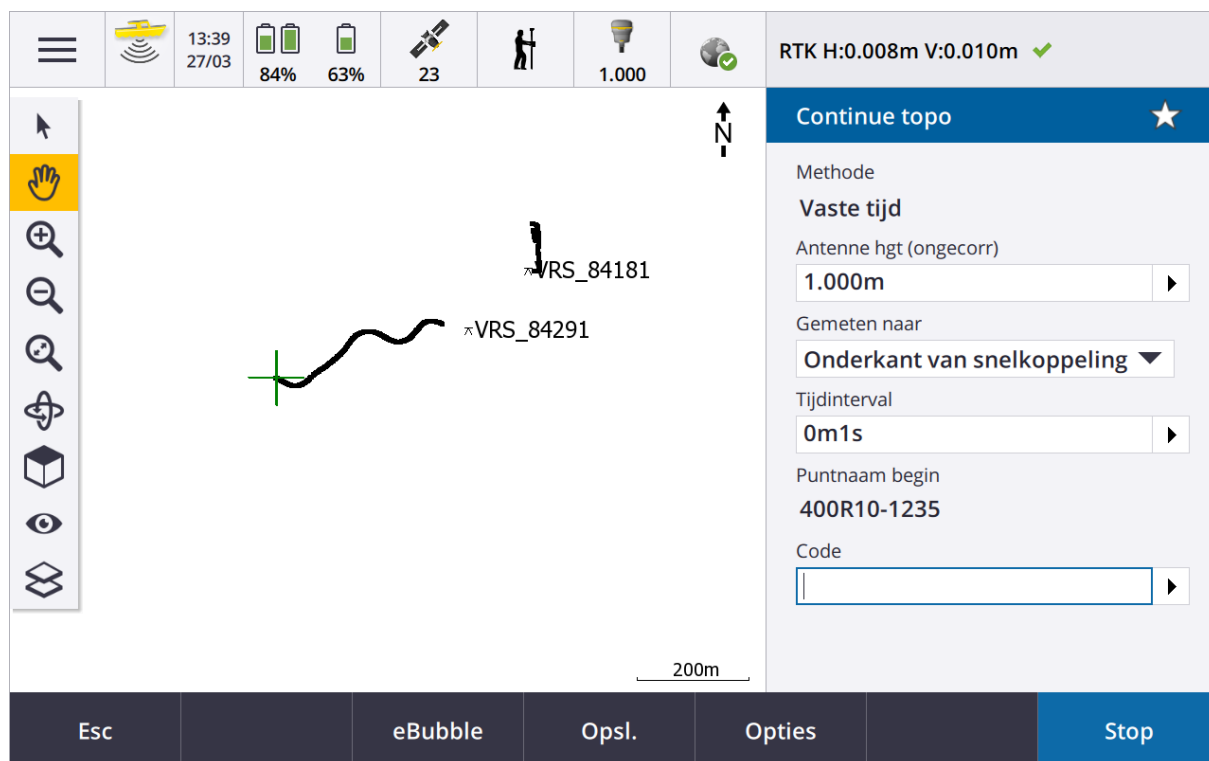 13:39
27/03
84%
63%
23
1.000
RTK H:0.008m V:0.010m
N
VRS_84181
VRS_84291
200m
Continue topo
Methode
Vaste tijd
Antenne hgt (ongecorr)
1.000m
Gemeten naar
Onderkant van snelkoppeling
Tijdinterval
0m1s
Puntnaam begin
400R10-1235
Code
Esc
eBubble
Opsl.
Opties
Stop